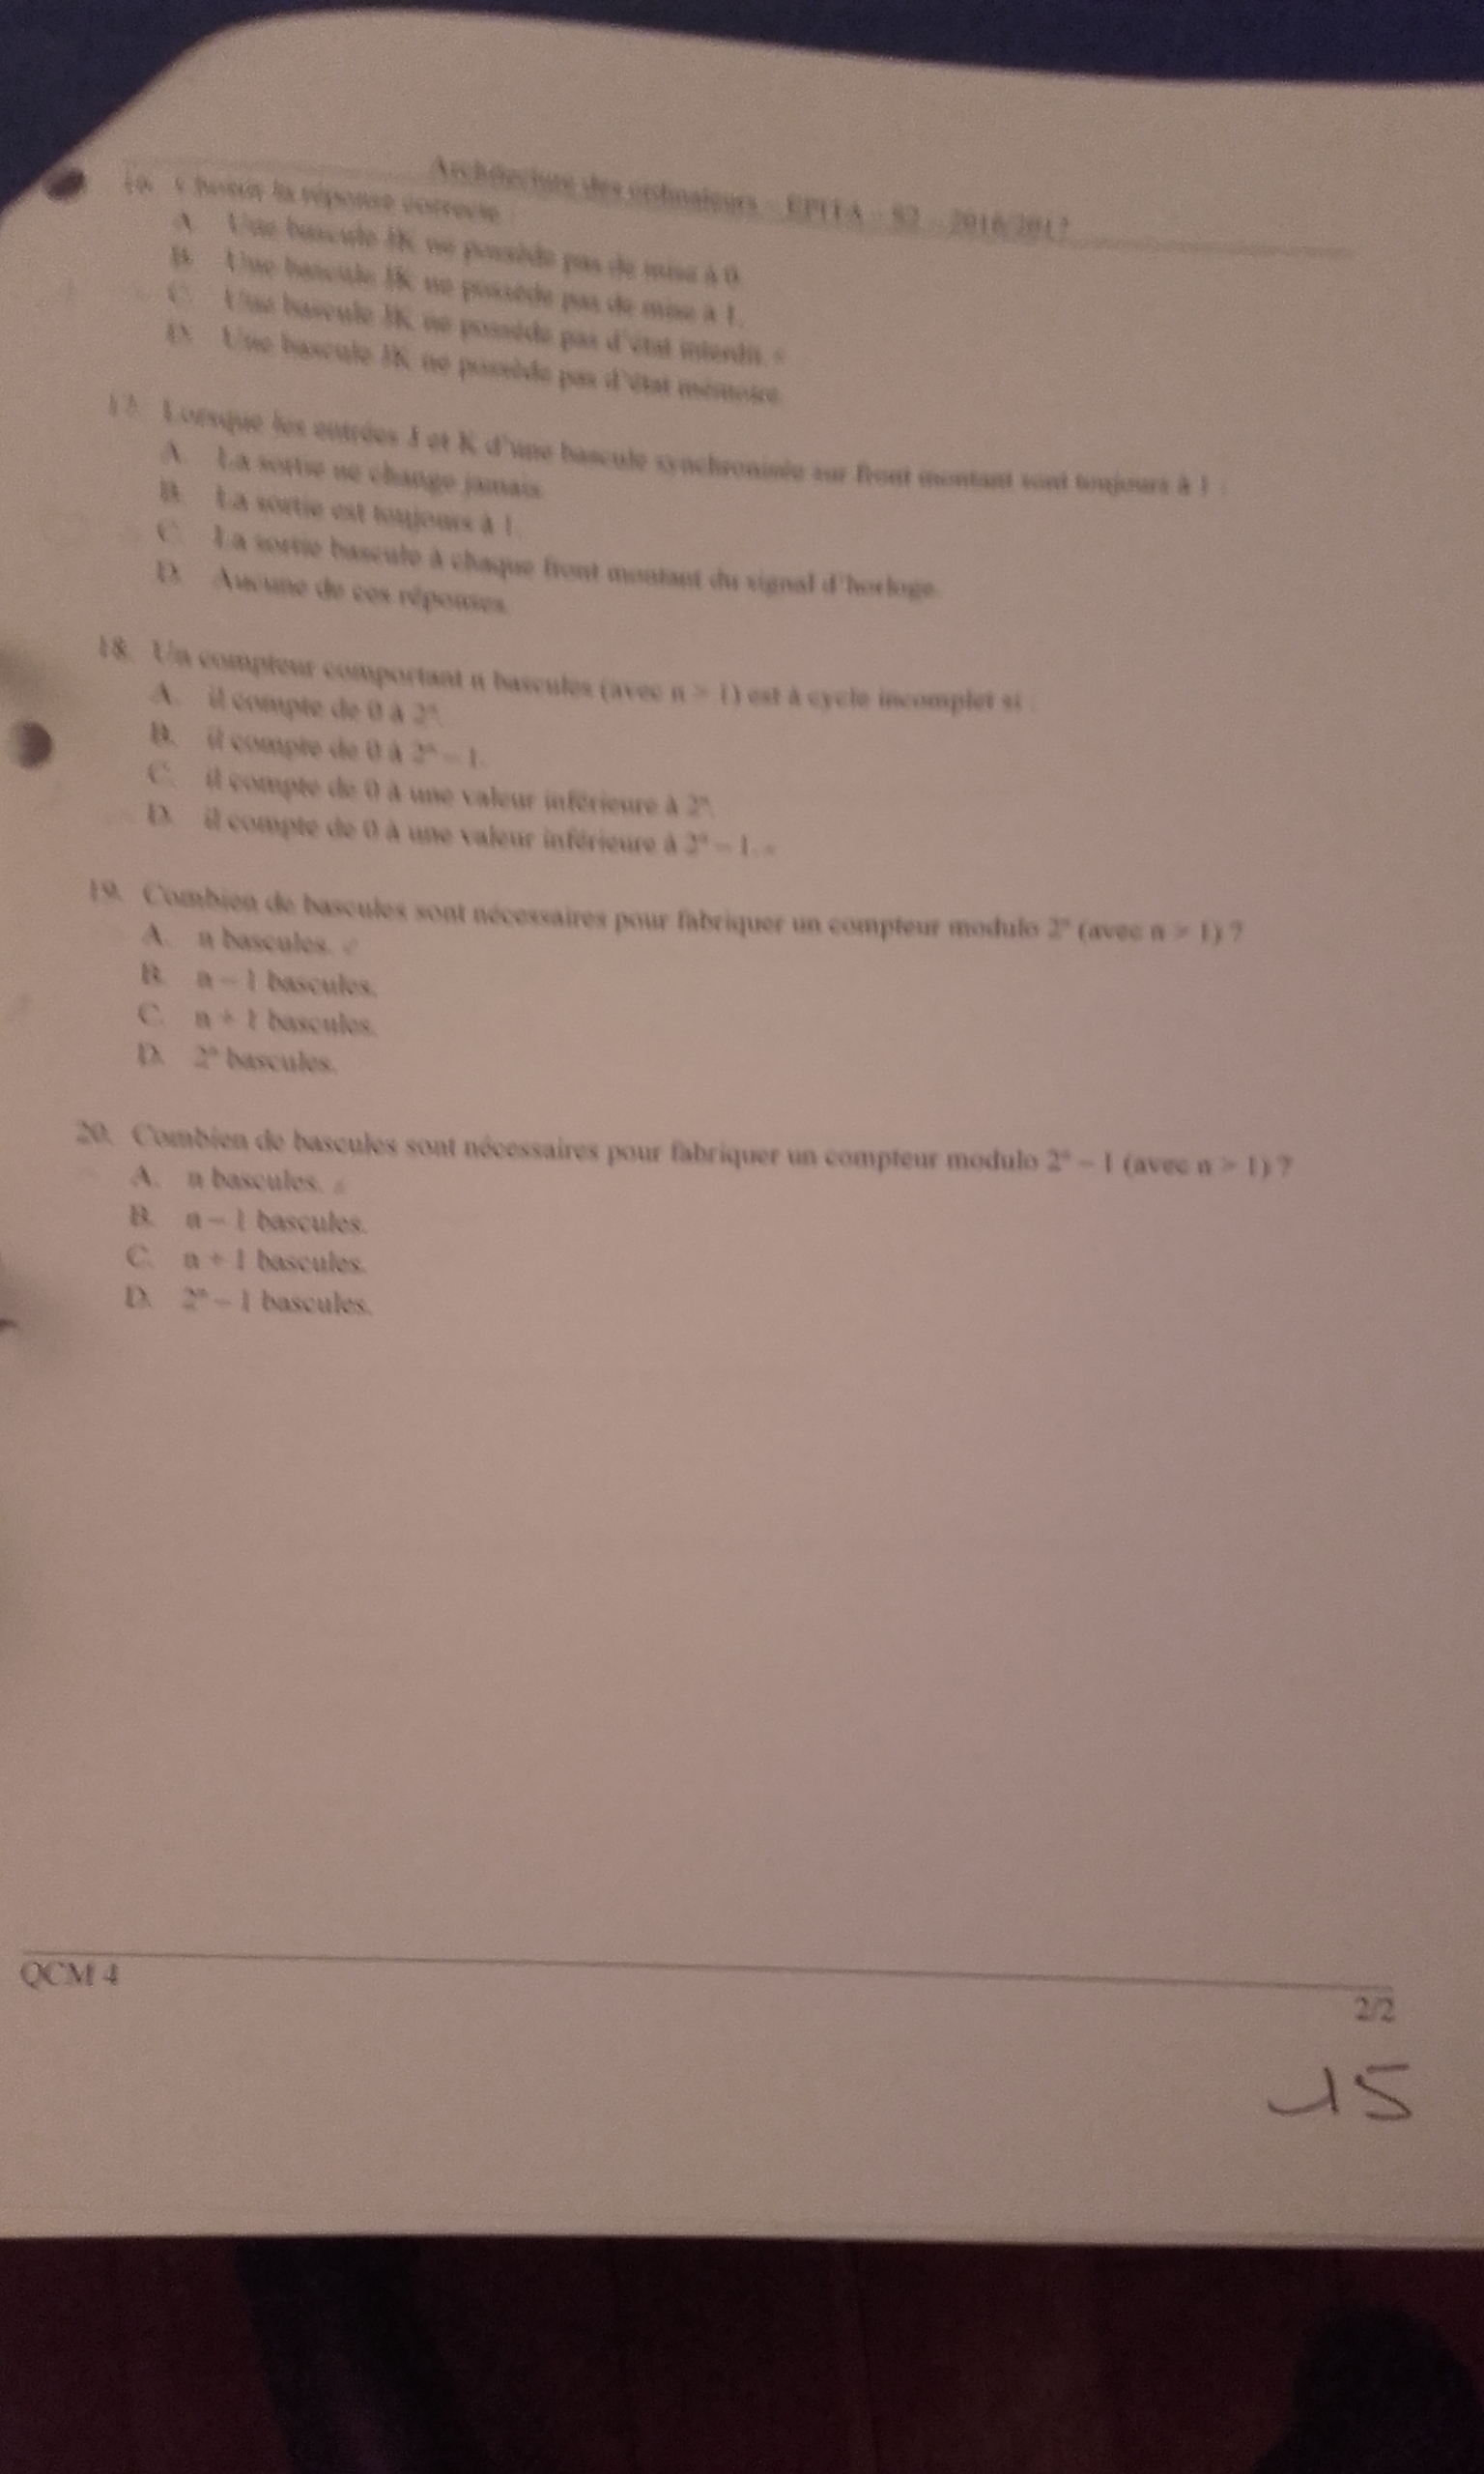 Architecture des ordinateurs – EPITA – S2 – 2016/2017
16. Choisir la réponse correcte :
A. Une bascule JK ne possède pas de mise à 0.
B. Une bascule JK ne possède pas de mise à 1.
C. Une bascule JK ne possède pas d'état interdit.
D. Une bascule JK ne possède pas d'état mémoire.
17. Lorsque les entrées J et K d'une bascule synchronisée sur front montant sont toujours à 1 :
A. La sortie ne change jamais.
B. La sortie est toujours à 1.
C. La sortie bascule à chaque front montant du signal d'horloge.
D. Aucune de ces réponses.
18. Un compteur comportant n bascules (avec n > 1) est à cycle incomplet si :
A. il compte de 0 à 2ⁿ.
B. il compte de 0 à 2ⁿ – 1.
C. il compte de 0 à une valeur inférieure à 2ⁿ.
D. il compte de 0 à une valeur inférieure à 2ⁿ – 1.
19. Combien de bascules sont nécessaires pour fabriquer un compteur modulo 2ⁿ (avec n > 1) ?
A. n bascules.
B. n – 1 bascules.
C. n + 1 bascules.
D. 2ⁿ bascules.
20. Combien de bascules sont nécessaires pour fabriquer un compteur modulo 2ⁿ – 1 (avec n > 1) ?
A. n bascules.
B. n – 1 bascules.
C. n + 1 bascules.
D. 2ⁿ – 1 bascules.
QCM 4
2/2
15